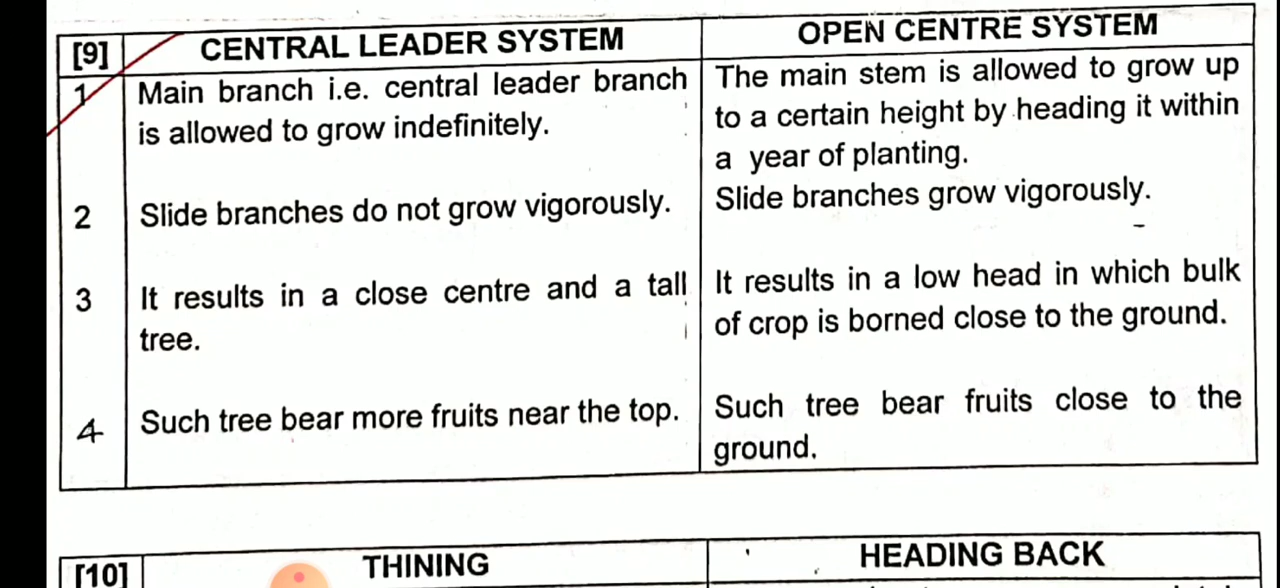 [9] CENTRAL LEADER SYSTEM OPEN CENTRE SYSTEM
1 Main branch i.e. central leader branch
is allowed to grow indefinitely.
The main stem is allowed to grow up
to a certain height by heading it within
a year of planting.
2 Slide branches do not grow vigorously.
Slide branches grow vigorously.
3 It results in a close centre and a tall
tree.
It results in a low head in which bulk
of crop is borned close to the ground.
4 Such tree bear more fruits near the top.
Such tree bear fruits close to the
ground.
[10] THINING HEADING BACK